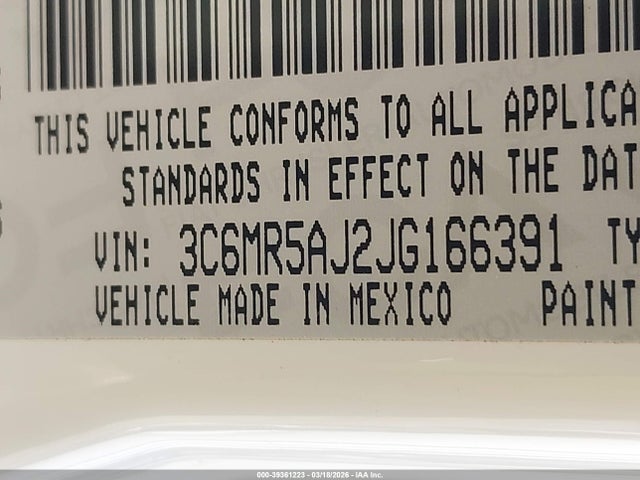 THIS VEHICLE CONFORMS TO ALL APPLICA
STANDARDS IN EFFECT ON THE DAT
VIN: 3C6MR5AJ2JG166391 TY
VEHICLE MADE IN MEXICO PAINT
000-39361223 - 03/18/2026 - IAA Inc.